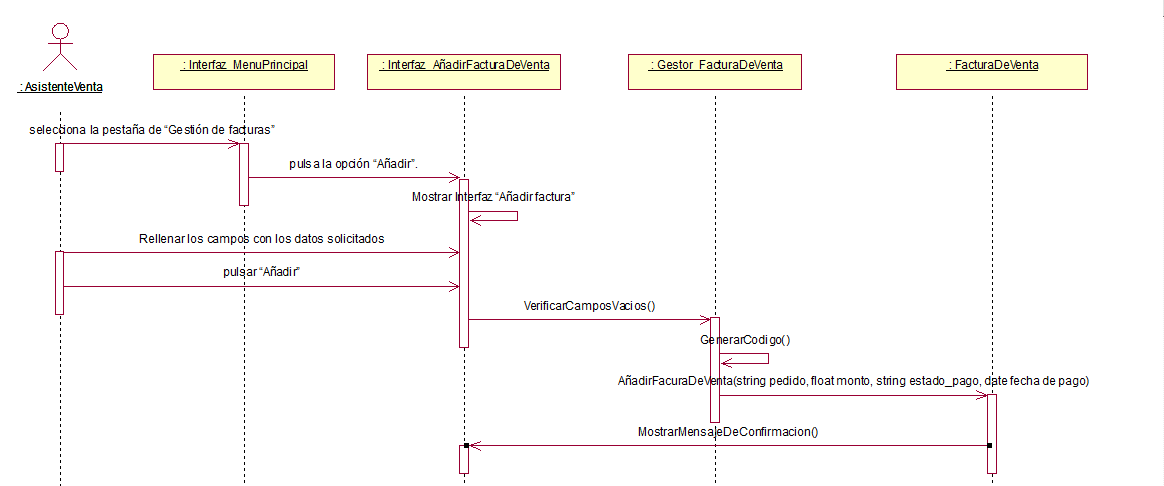 : AsistenteVenta
: Interfaz_MenuPrincipal
: Interfaz_AñadirFacturaDeVenta
: Gestor_FacturaDeVenta
: FacturaDeVenta
selecciona la pestaña de “Gestión de facturas”
pulsa la opción “Añadir”.
Mostrar Interfaz “Añadir factura”
Rellenar los campos con los datos solicitados
pulsar “Añadir”
VerificarCamposVacios()
GenerarCodigo()
AñadirFacuraDeVenta(string pedido, float monto, string estado_pago, date fecha de pago)
MostrarMensajeDeConfirmacion()